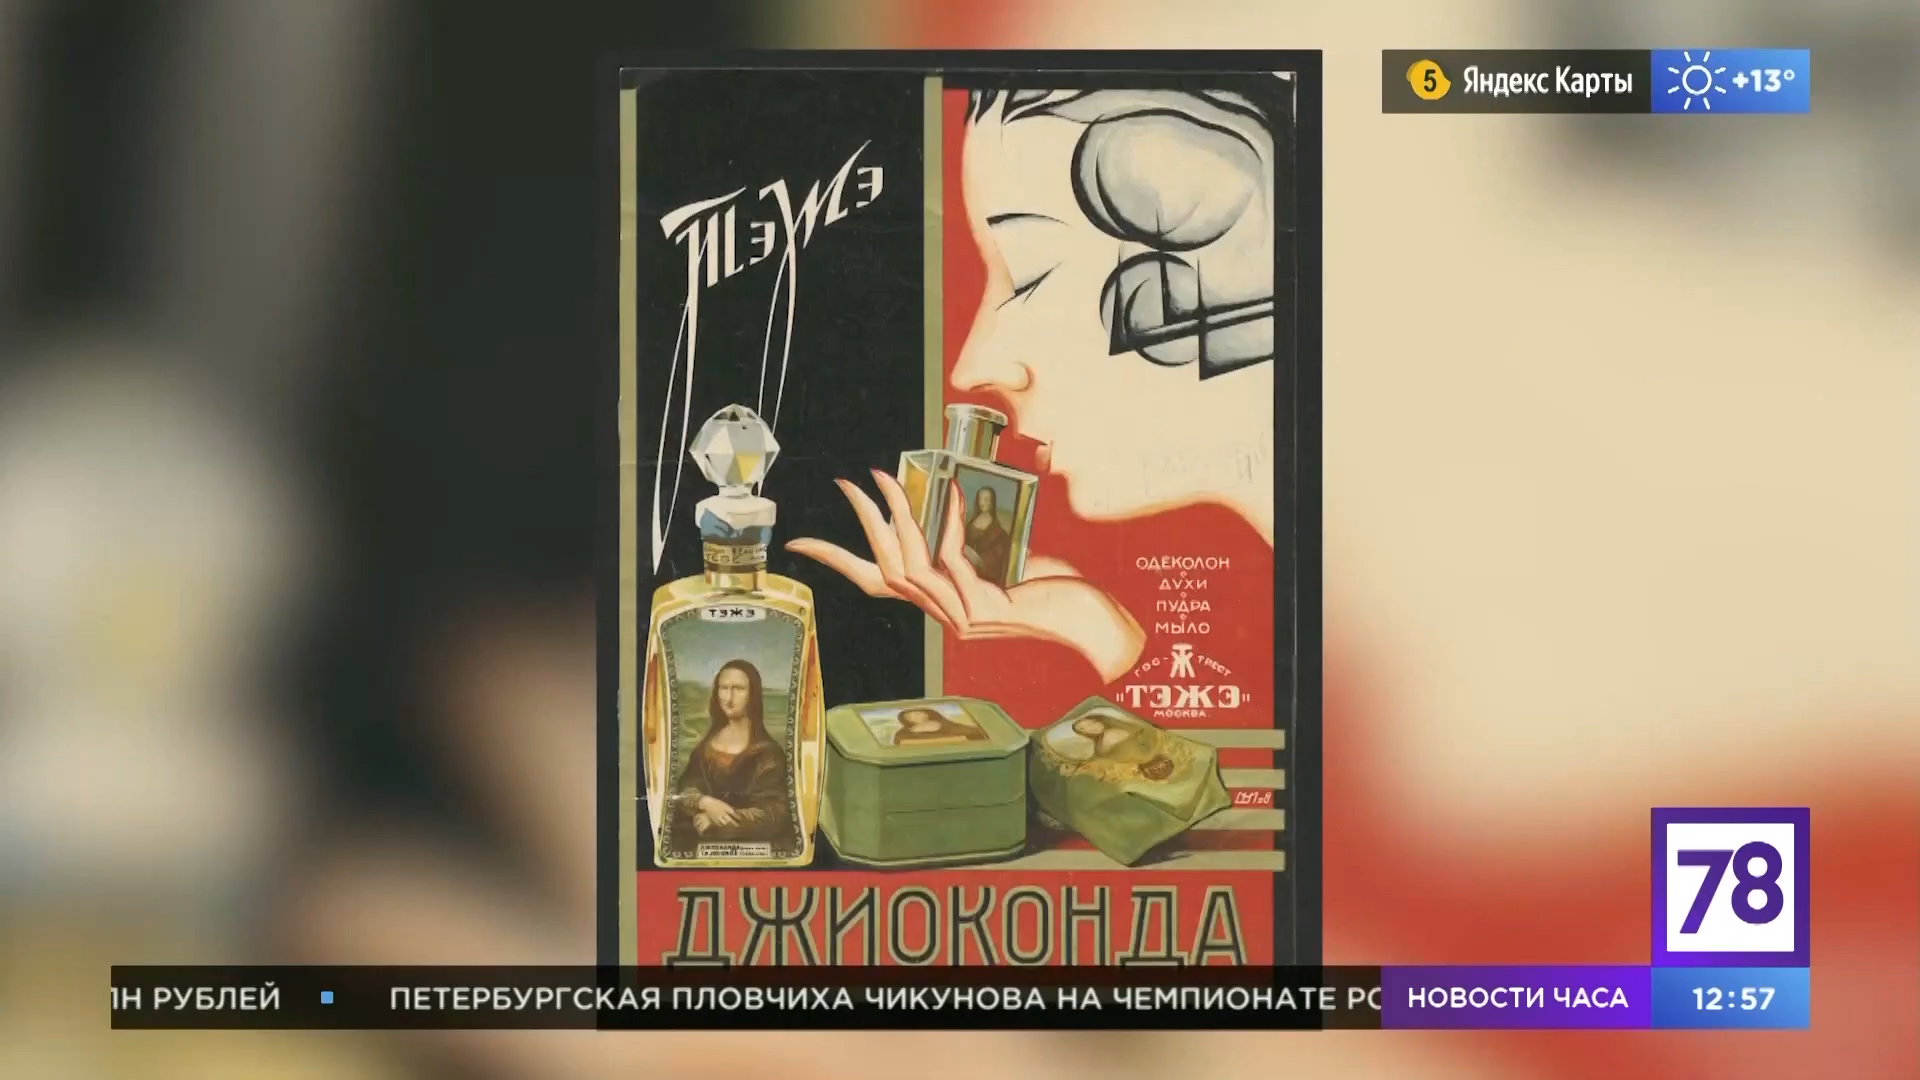 5 Яндекс Карты +13°
ТЭЖЭ
ОДЕКОЛОН
ДУХИ
ПУДРА
МЫЛО
ГОС-ТРЕСТ
"ТЭЖЭ"
МОСКВА.
ТЭЖЭ
ДЖИОКОНДА
78
ЛН РУБЛЕЙ ▪ ПЕТЕРБУРГСКАЯ ПЛОВЧИХА ЧИКУНОВА НА ЧЕМПИОНАТЕ РО
НОВОСТИ ЧАСА
12:57